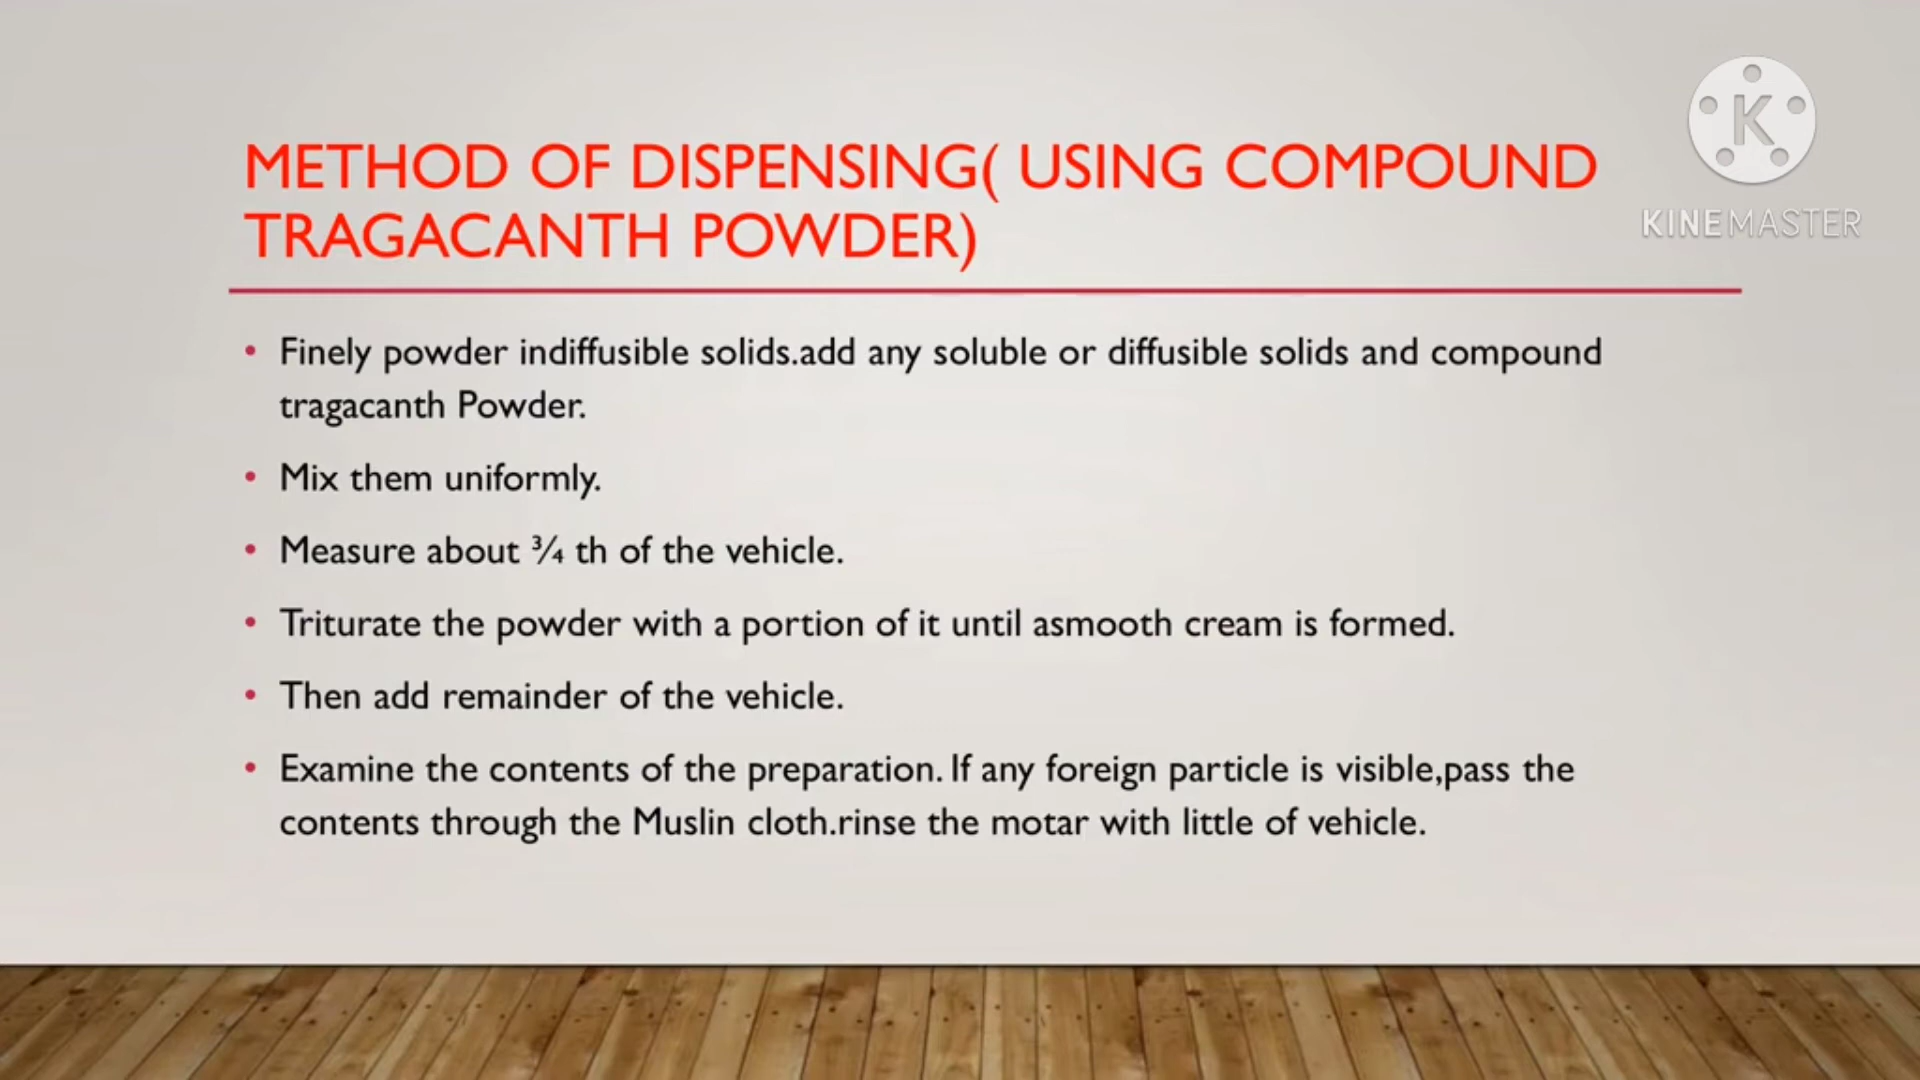 METHOD OF DISPENSING( USING COMPOUND
TRAGACANTH POWDER)
K
KINEMASTER
• Finely powder indiffusible solids.add any soluble or diffusible solids and compound
tragacanth Powder.
• Mix them uniformly.
• Measure about ¾ th of the vehicle.
• Triturate the powder with a portion of it until asmooth cream is formed.
• Then add remainder of the vehicle.
• Examine the contents of the preparation. If any foreign particle is visible,pass the
contents through the Muslin cloth.rinse the motar with little of vehicle.